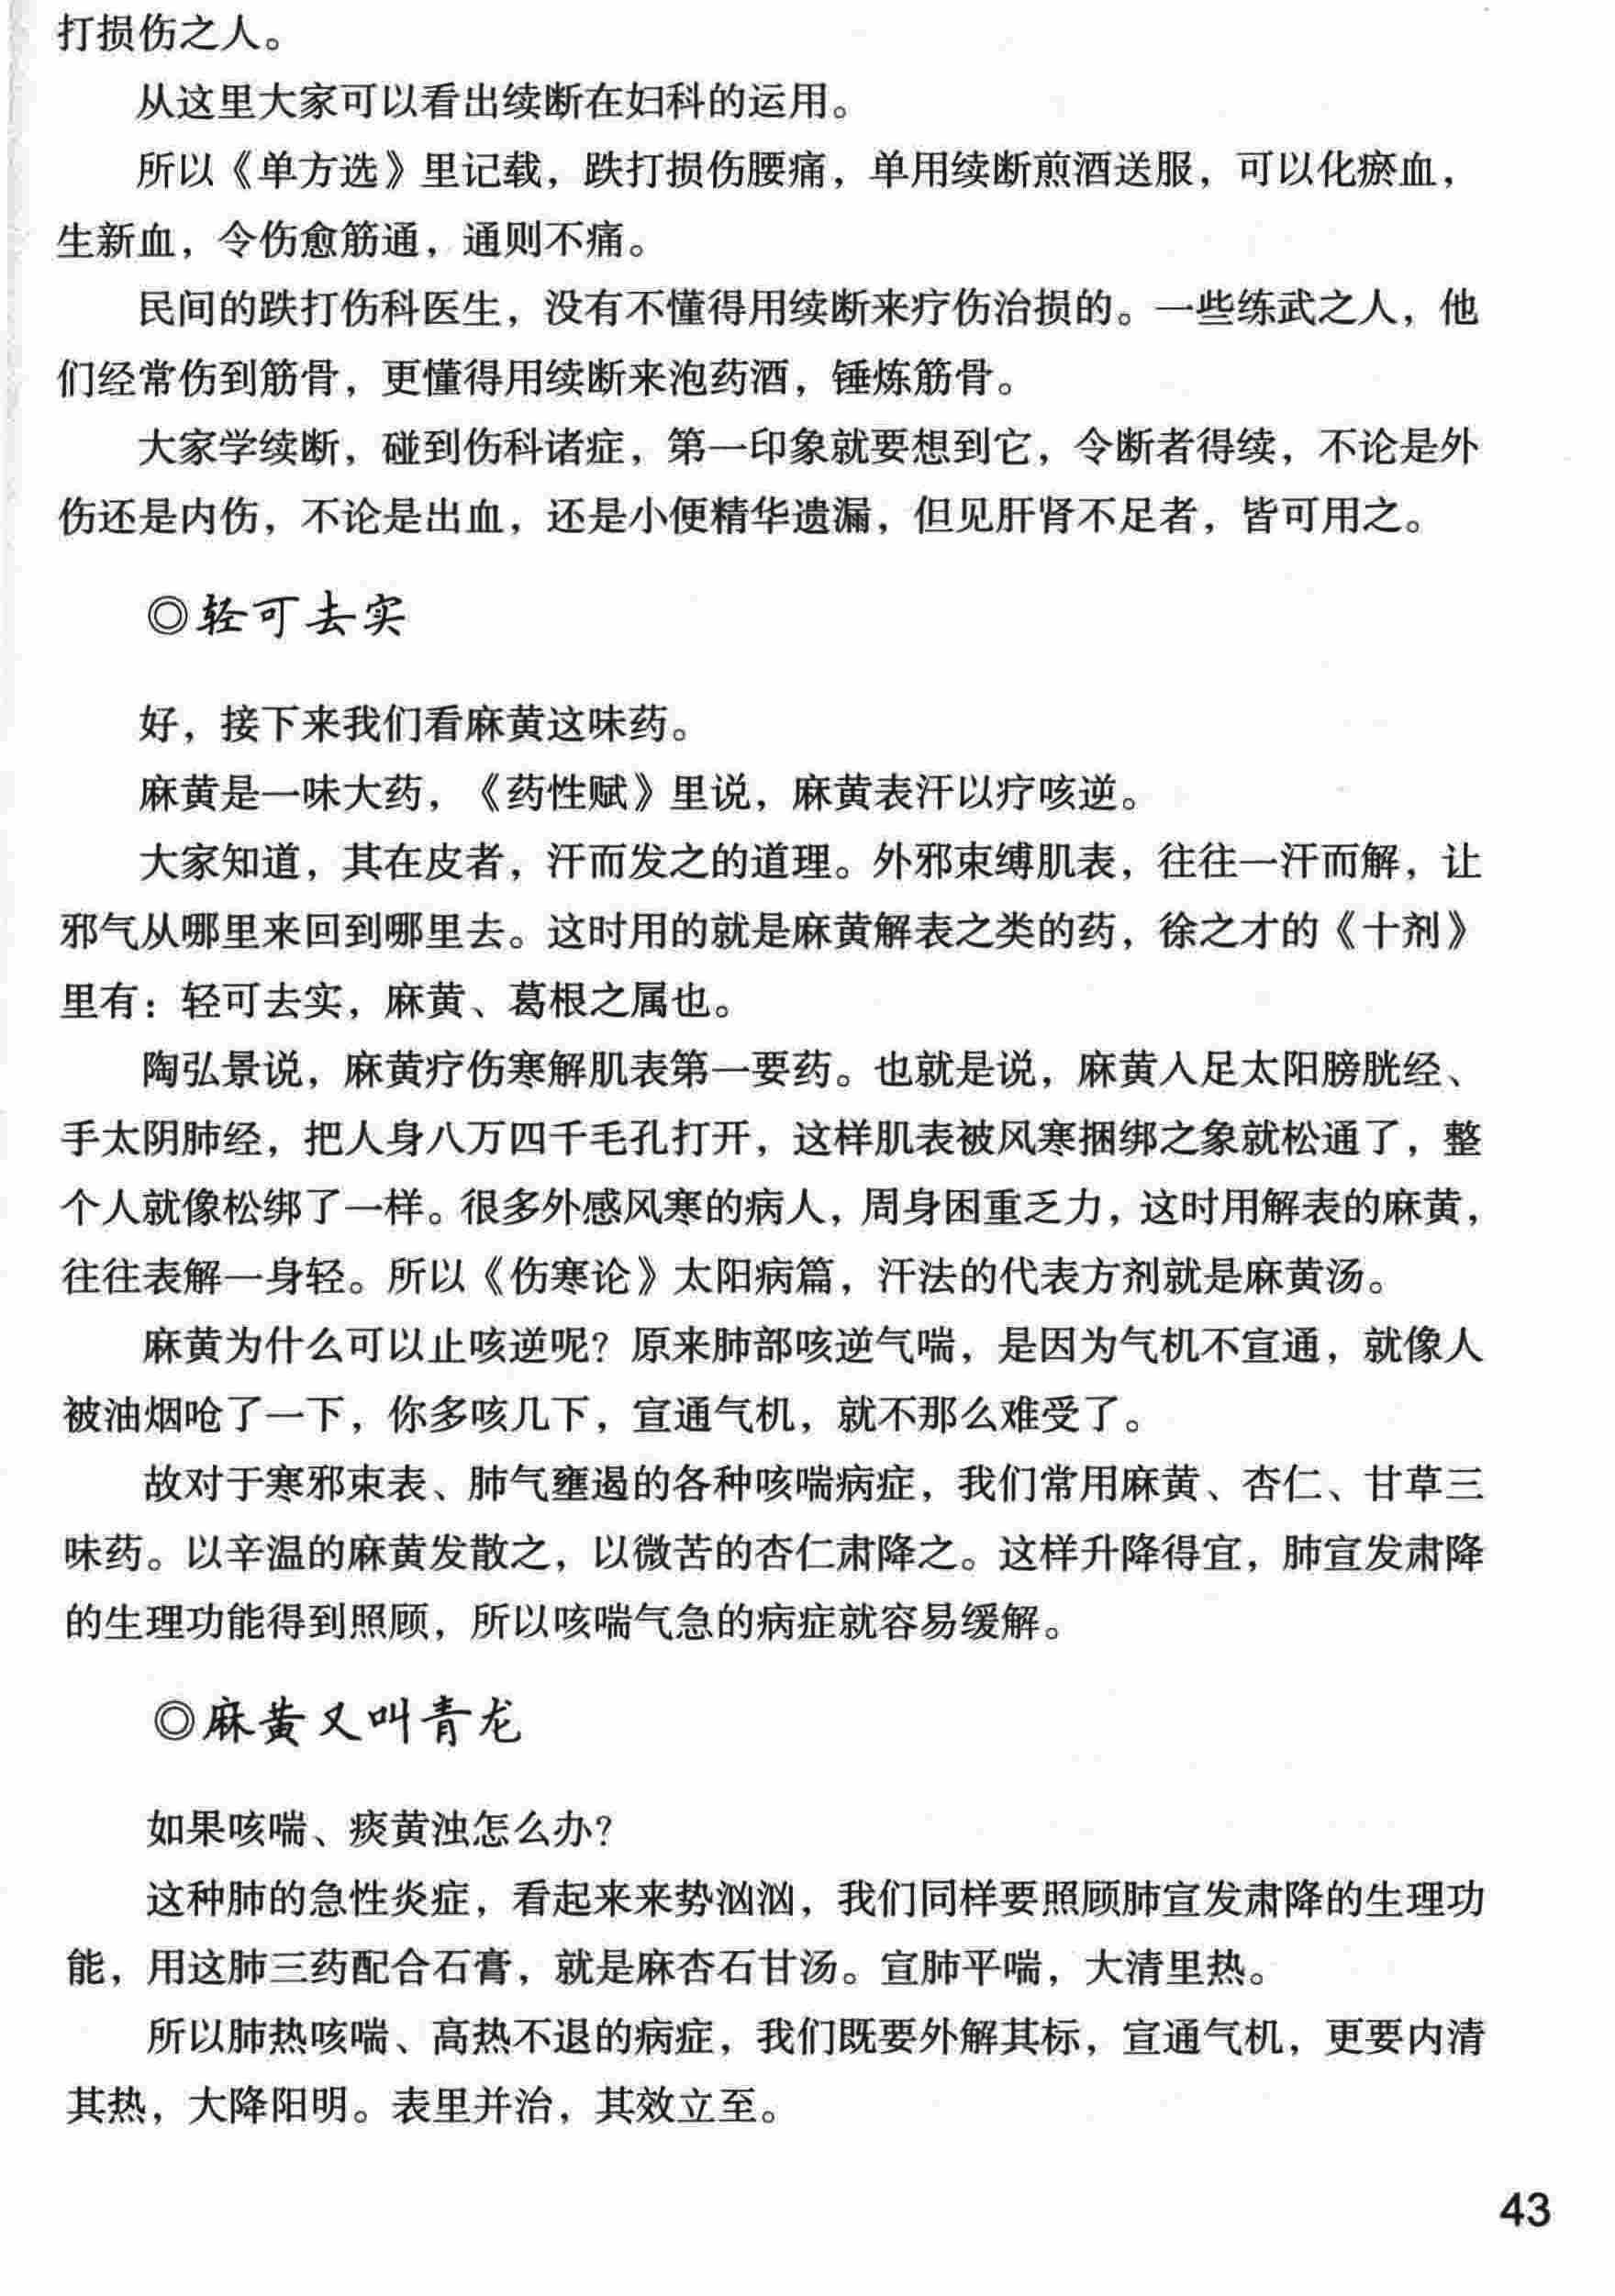 打损伤之人。
从这里大家可以看出续断在妇科的运用。
所以《单方选》里记载，跌打损伤腰痛，单用续断煎酒送服，可以化瘀血，
生新血，令伤愈筋通，通则不痛。
民间的跌打伤科医生，没有不懂得用续断来疗伤治损的。一些练武之人，他
们经常伤到筋骨，更懂得用续断来泡药酒，锤炼筋骨。
大家学续断，碰到伤科诸症，第一印象就要想到它，令断者得续，不论是外
伤还是内伤，不论是出血，还是小便精华遗漏，但见肝肾不足者，皆可用之。
◎轻可去实
好，接下来我们看麻黄这味药。
麻黄是一味大药，《药性赋》里说，麻黄表汗以疗咳逆。
大家知道，其在皮者，汗而发之的道理。外邪束缚肌表，往往一汗而解，让
邪气从哪里来回到哪里去。这时用的就是麻黄解表之类的药，徐之才的《十剂》
里有：轻可去实，麻黄、葛根之属也。
陶弘景说，麻黄疗伤寒解肌表第一要药。也就是说，麻黄入足太阳膀胱经、
手太阴肺经，把人身八万四千毛孔打开，这样肌表被风寒捆绑之象就松通了，整
个人就像松绑了一样。很多外感风寒的病人，周身困重乏力，这时用解表的麻黄，
往往表解一身轻。所以《伤寒论》太阳病篇，汗法的代表方剂就是麻黄汤。
麻黄为什么可以止咳逆呢？原来肺部咳逆气喘，是因为气机不宣通，就像人
被油烟呛了一下，你多咳几下，宣通气机，就不那么难受了。
故对于寒邪束表、肺气壅遏的各种咳喘病症，我们常用麻黄、杏仁、甘草三
味药。以辛温的麻黄发散之，以微苦的杏仁肃降之。这样升降得宜，肺宣发肃降
的生理功能得到照顾，所以咳喘气急的病症就容易缓解。
◎麻黄又叫青龙
如果咳喘、痰黄浊怎么办？
这种肺的急性炎症，看起来来势汹汹，我们同样要照顾肺宣发肃降的生理功
能，用这肺三药配合石膏，就是麻杏石甘汤。宣肺平喘，大清里热。
所以肺热咳喘、高热不退的病症，我们既要外解其标，宣通气机，更要内清
其热，大降阳明。表里并治，其效立至。
43